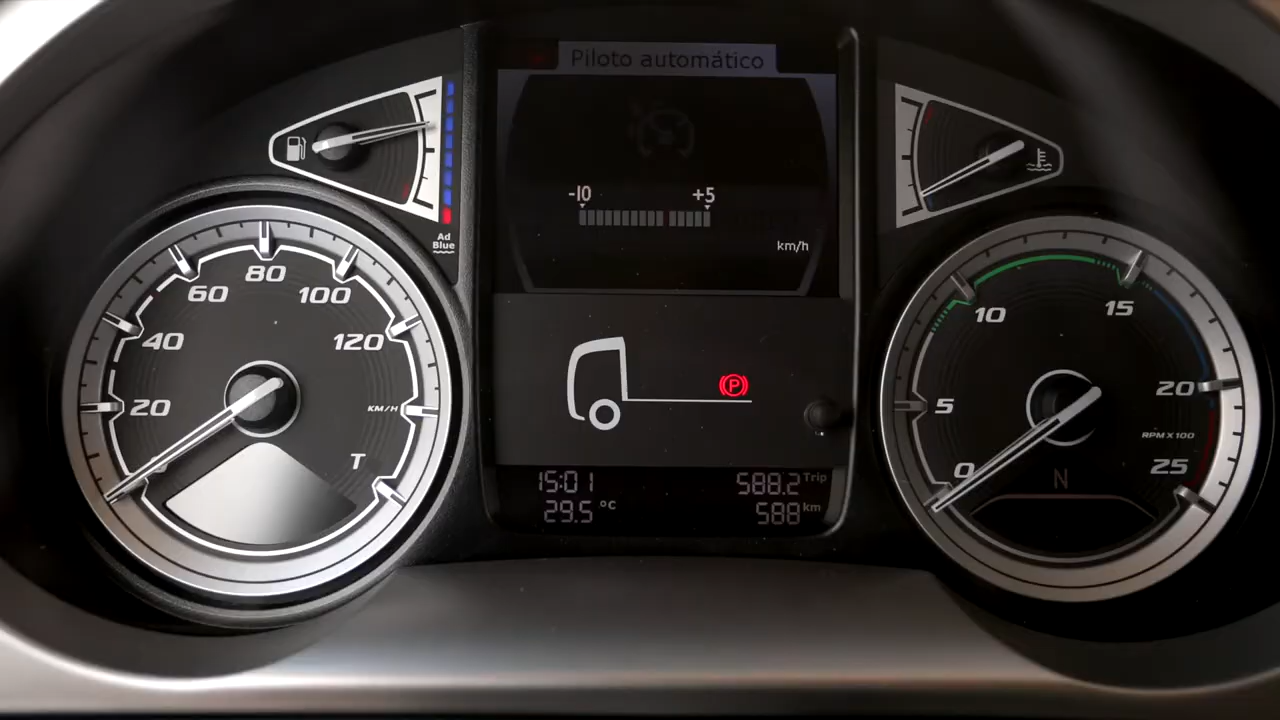 Piloto automático
-10 +5
km/h
Ad
Blue
20
40
60
80
100
120
KM/H
T
P
15:01 588.2 Trip
29.5 °C 588 km
0
5
10
15
20
25
RPM X 100
N